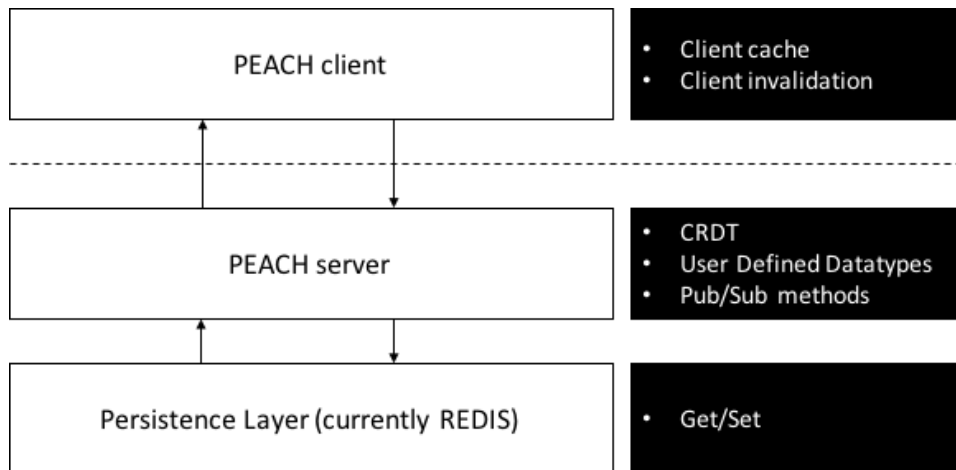 PEACH client
• Client cache
• Client invalidation
PEACH server
• CRDT
• User Defined Datatypes
• Pub/Sub methods
Persistence Layer (currently REDIS)
• Get/Set